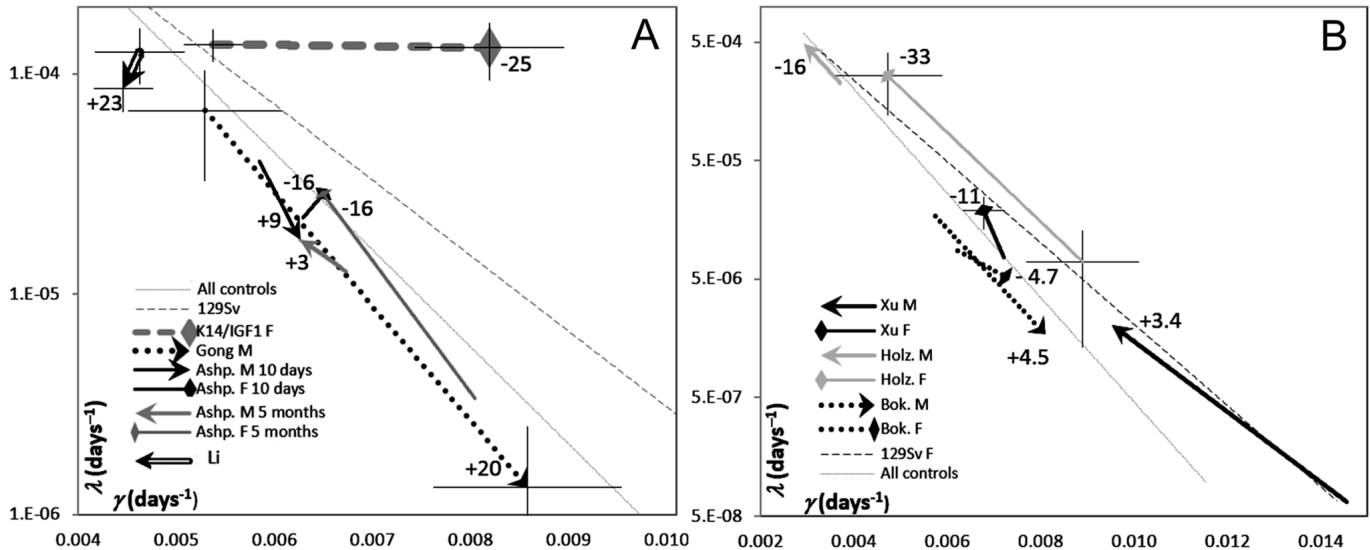 A
1.E-04
1.E-05
1.E-06
λ (days-1)
γ (days-1)
0.004
0.005
0.006
0.007
0.008
0.009
0.010
-25
+23
-16
-16
+9
+3
+20
All controls
129Sv
K14/IGF1 F
Gong M
Ashp. M 10 days
Ashp. F 10 days
Ashp. M 5 months
Ashp. F 5 months
Li
B
5.E-04
5.E-05
5.E-06
5.E-07
5.E-08
λ (days-1)
γ (days-1)
0.002
0.004
0.006
0.008
0.010
0.012
0.014
-16
-33
-11
-4.7
+4.5
+3.4
Xu M
Xu F
Holz. M
Holz. F
Bok. M
Bok. F
129Sv F
All controls